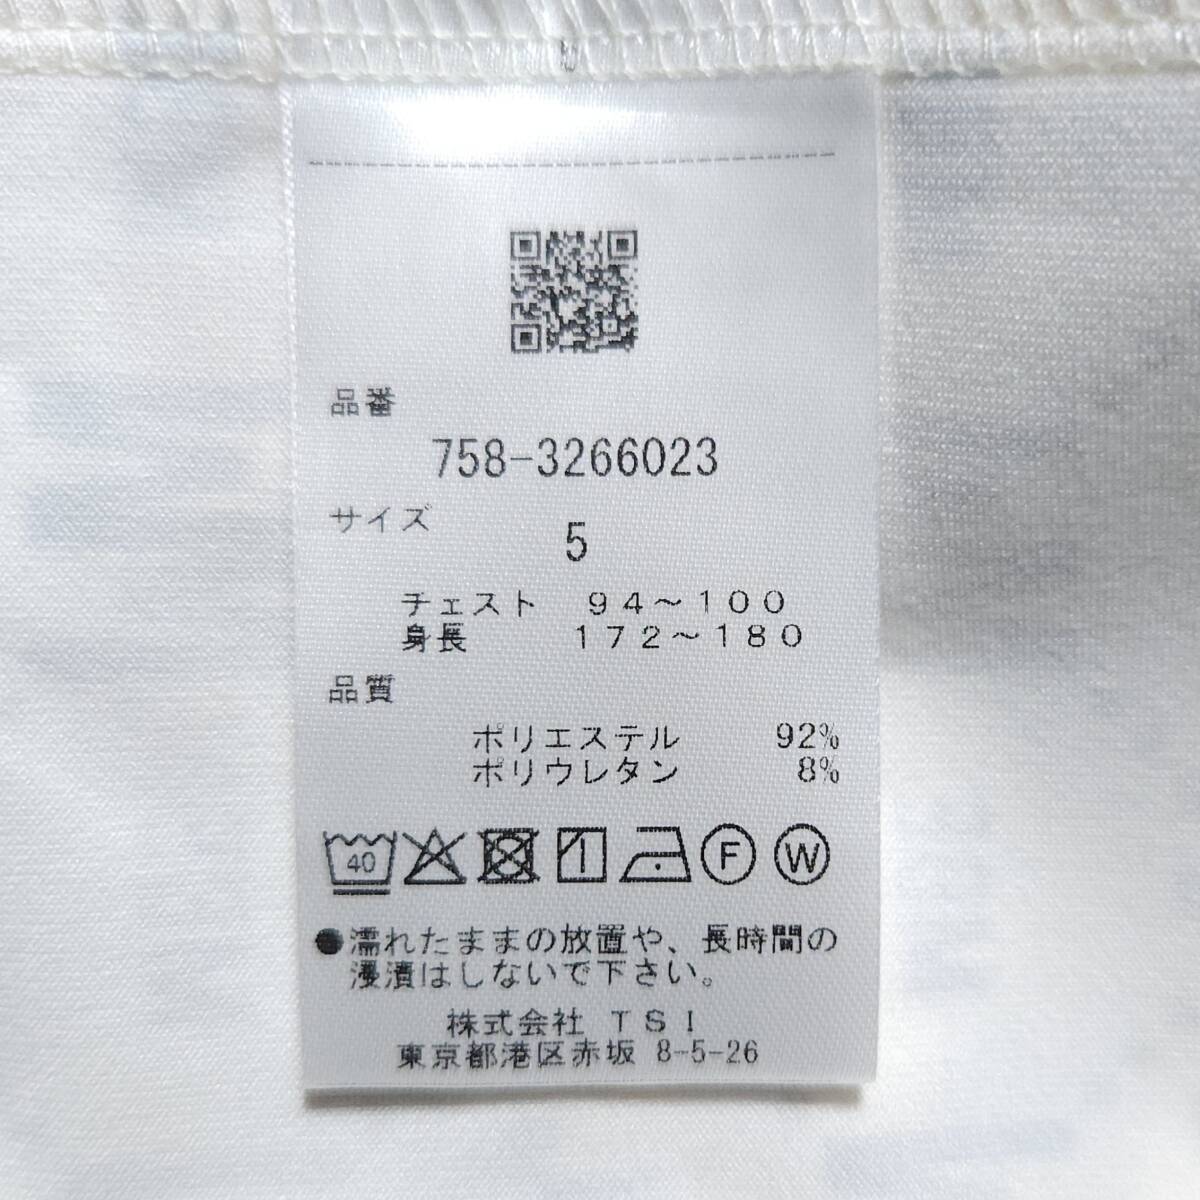 品番
758-3266023
サイズ
5
チェスト 94～100
身長 172～180
品質
ポリエステル 92%
ポリウレタン 8%
40 F W
●濡れたままの放置や、長時間の
浸漬はしないで下さい。
株式会社 TSI
東京都港区赤坂 8-5-26